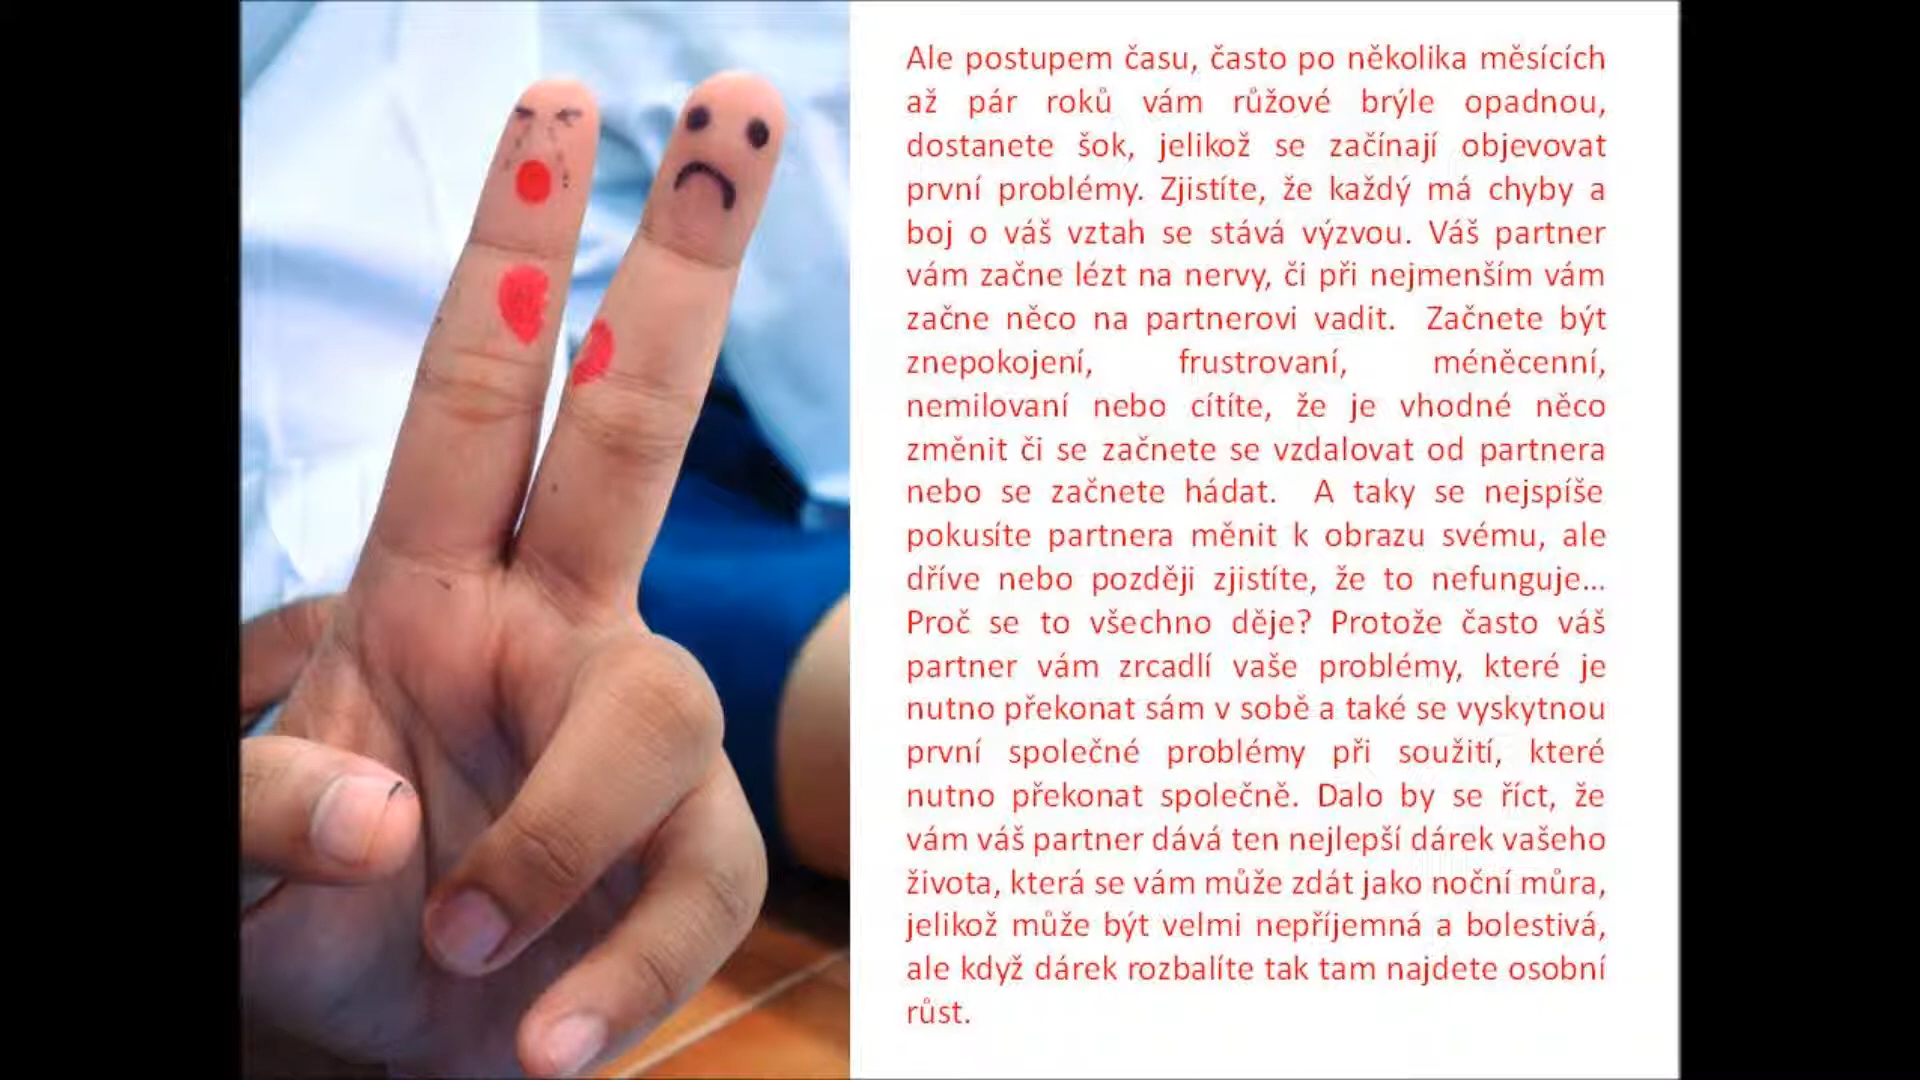 Ale postupem času, často po několika měsících
až pár roků vám růžové brýle opadnou,
dostanete šok, jelikož se začínají objevovat
první problémy. Zjistíte, že každý má chyby a
boj o váš vztah se stává výzvou. Váš partner
vám začne lézt na nervy, či při nejmenším vám
začne něco na partnerovi vadit. Začnete být
znepokojení, frustrovaní, méněcenní,
nemilovaní nebo cítíte, že je vhodné něco
změnit či se začnete se vzdalovat od partnera
nebo se začnete hádat. A taky se nejspíše
pokusíte partnera měnit k obrazu svému, ale
dříve nebo později zjistíte, že to nefunguje...
Proč se to všechno děje? Protože často váš
partner vám zrcadlí vaše problémy, které je
nutno překonat sám v sobě a také se vyskytnou
první společné problémy při soužití, které
nutno překonat společně. Dalo by se říct, že
vám váš partner dává ten nejlepší dárek vašeho
života, která se vám může zdát jako noční můra,
jelikož může být velmi nepříjemná a bolestivá,
ale když dárek rozbalíte tak tam najdete osobní
růst.